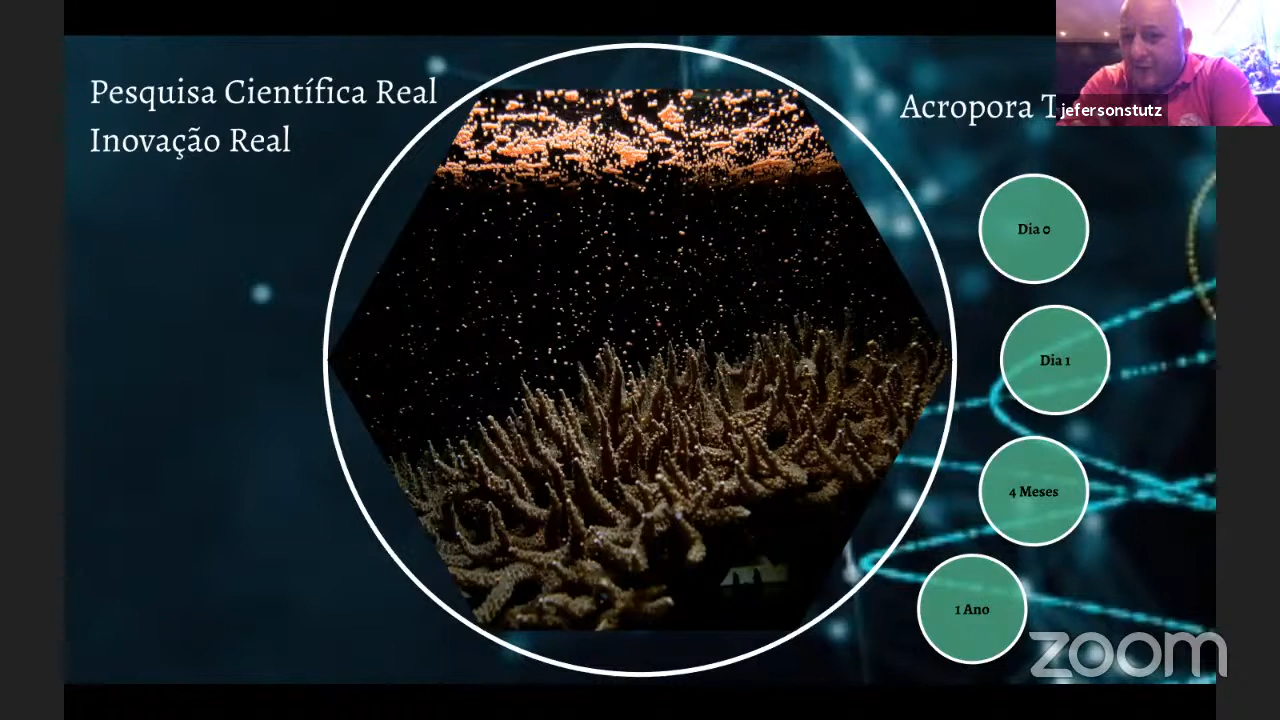 Pesquisa Científica Real
Inovação Real
Acropora
jefersonstutz
Dia 0
Dia 1
4 Meses
1 Ano
zoom